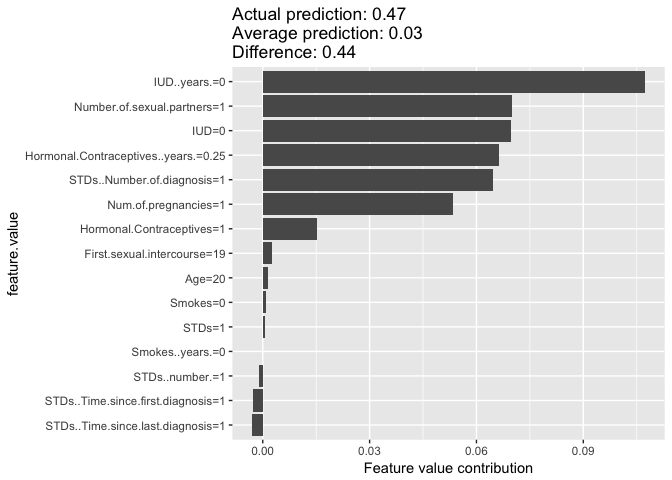 Actual prediction: 0.47
Average prediction: 0.03
Difference: 0.44
IUD..years.=0
Number.of.sexual.partners=1
IUD=0
Hormonal.Contraceptives..years.=0.25
STDs..Number.of.diagnosis=1
Num.of.pregnancies=1
Hormonal.Contraceptives=1
First.sexual.intercourse=19
Age=20
Smokes=0
STDs=1
Smokes..years.=0
STDs..number.=1
STDs..Time.since.first.diagnosis=1
STDs..Time.since.last.diagnosis=1
feature.value
0.00 0.03 0.06 0.09
Feature value contribution